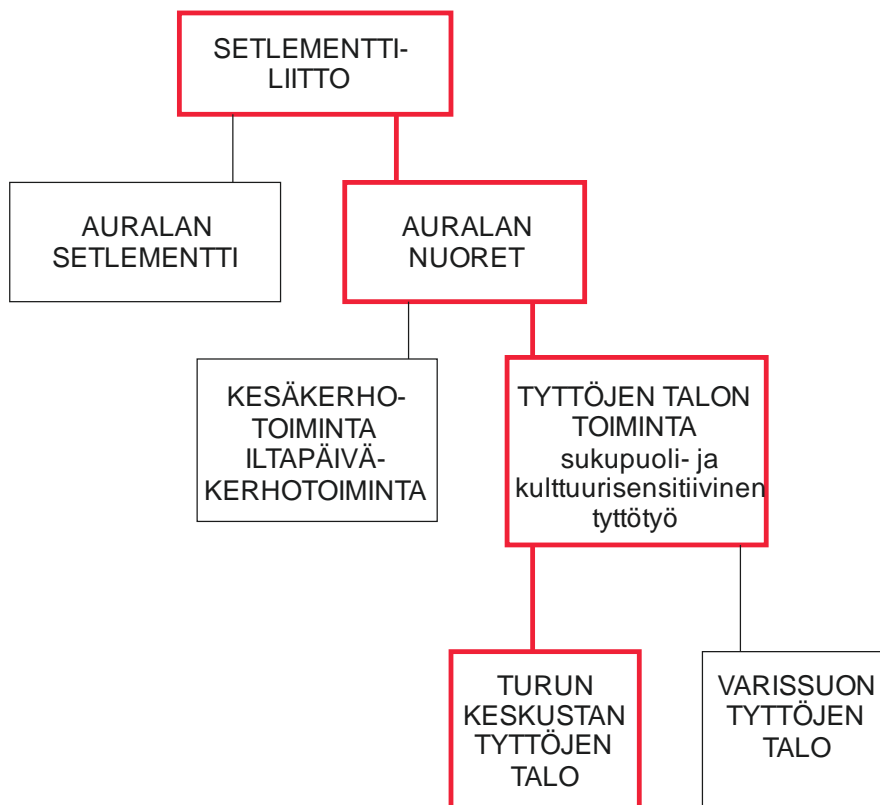 SETLEMENTTI-
LIITTO
AURALAN
SETLEMENTTI
AURALAN
NUORET
KESÄKERHO-
TOIMINTA
ILTAPÄIVÄ-
KERHOTOIMINTA
TYTTÖJEN TALON
TOIMINTA
sukupuoli- ja
kulttuurisensitiivinen
tyttötyö
TURUN
KESKUSTAN
TYTTÖJEN
TALO
VARISSUON
TYTTÖJEN
TALO